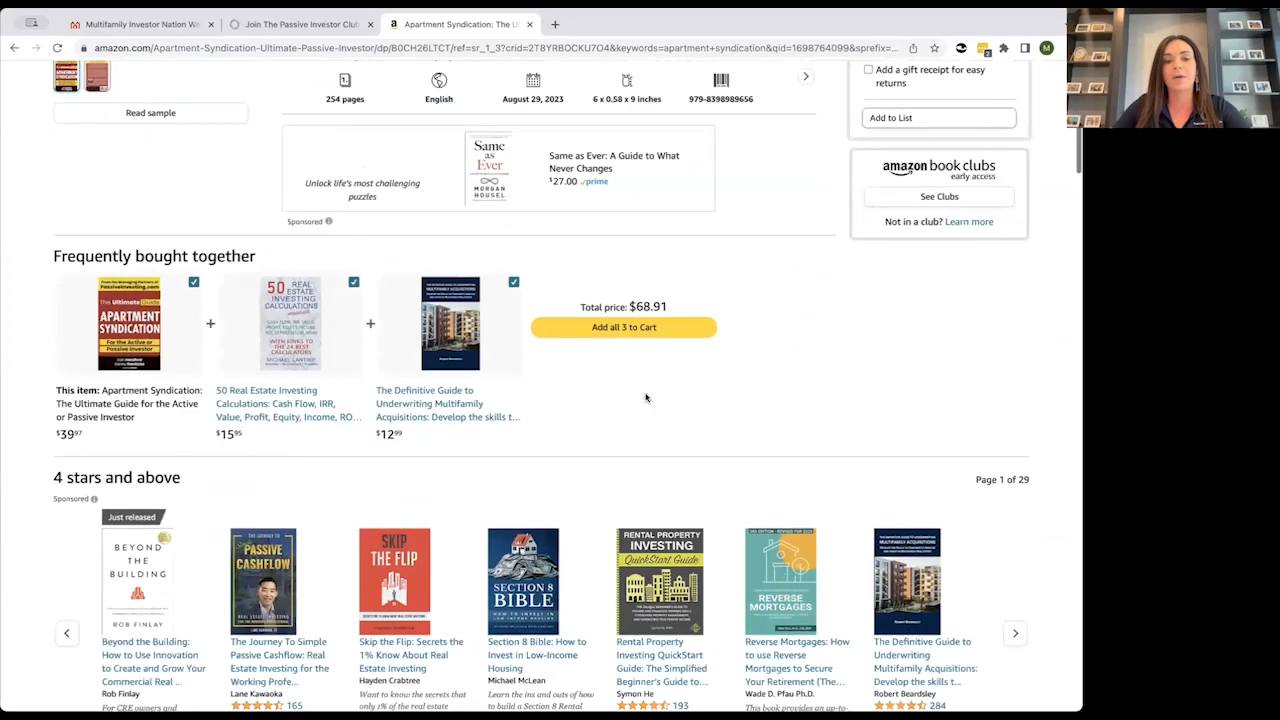 Multifamily Investor Nation We
Join The Passive Investor Club
Apartment Syndication: The U
amazon.com/Apartment-Syndication-Ultimate-Passive-Investor/dp/B0CH26LTCT/ref=sr_1_3?crid=2T8YRBDCKU7O4&keywords=apartment+syndication&qid=1698764099&sprefix=...
M
254 pages
English
August 29, 2023
6 x 0.58 x 9 inches
979-8398989656
Read sample
Add a gift receipt for easy
returns
Add to List
Unlock life's most challenging
puzzles
Same
as
Ever
MORGAN
HOUSEL
Same as Ever: A Guide to What
Never Changes
$27.00 prime
Sponsored
amazon book clubs
early access
See Clubs
Not in a club? Learn more
Frequently bought together
The Ultimate Guide
APARTMENT
SYNDICATION
For the Active or
Passive Investor
50 REAL
ESTATE
INVESTING
CALCULATIONS
Total price: $68.91
Add all 3 to Cart
This item: Apartment Syndication:
The Ultimate Guide for the Active
or Passive Investor
$39.97
50 Real Estate Investing
Calculations: Cash Flow, IRR,
Value, Profit, Equity, Income, RO...
$15.95
The Definitive Guide to
Underwriting Multifamily
Acquisitions: Develop the skills t...
$12.99
4 stars and above
Page 1 of 29
Sponsored
Just released
BEYOND
THE
BUILDING
ROB FINLAY
PASSIVE
CASHFLOW
SKIP
THE FLIP
SECTION 8
BIBLE
RENTAL PROPERTY
INVESTING
QuickStart Guide
REVERSE
MORTGAGES
Beyond the Building:
How to Use Innovation
to Create and Grow Your
Commercial Real ...
Rob Finlay
For CRE owners and
The Journey To Simple
Passive Cashflow: Real
Estate Investing for the
Working Profe...
Lane Kawaoka
165
Skip the Flip: Secrets the
1% Know About Real
Estate Investing
Hayden Crabtree
Want to know the secrets that
only 1% of the real estate
Section 8 Bible: How to
Invest in Low-Income
Housing
Michael McLean
Learn the ins and outs of how
to build a Section 8 Rental
Rental Property
Investing QuickStart
Guide: The Simplified
Beginner's Guide to...
Symon He
193
Reverse Mortgages: How
to use Reverse
Mortgages to Secure
Your Retirement (The...
Wade D. Pfau Ph.D.
This book provides an up-to-
The Definitive Guide to
Underwriting
Multifamily Acquisitions:
Develop the skills t...
Robert Beardsley
284